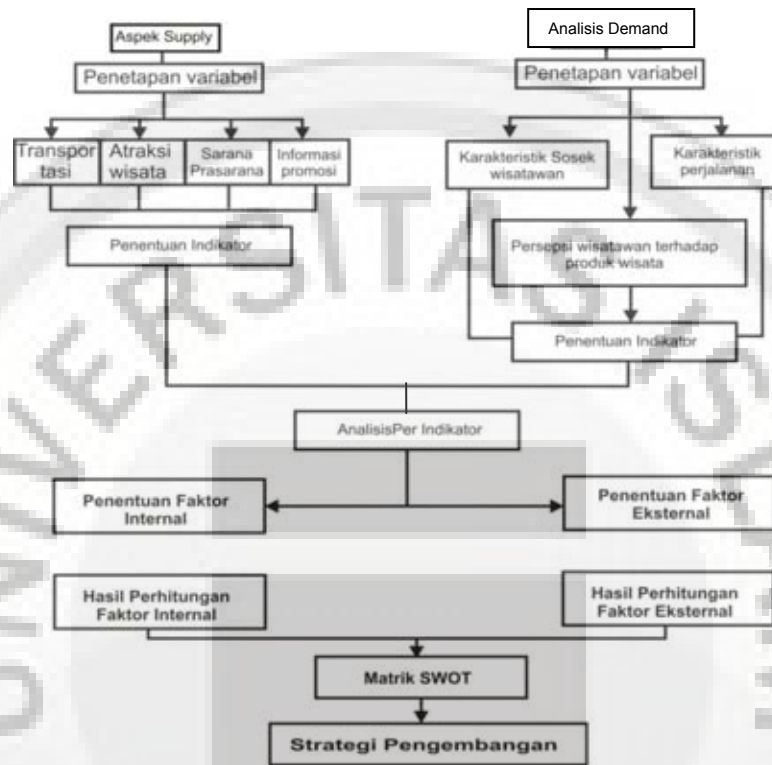 Aspek Supply
Penetapan variabel
Transpor
tasi
Atraksi
wisata
Sarana
Prasarana
Informasi
promosi
Penentuan Indikator
Analisis Demand
Penetapan variabel
Karakteristik Sosek
wisatawan
Karakteristik
perjalanan
Persepsi wisatawan terhadap
produk wisata
Penentuan Indikator
AnalisisPer Indikator
Penentuan Faktor
Internal
Penentuan Faktor
Eksternal
Hasil Perhitungan
Faktor Internal
Hasil Perhitungan
Faktor Eksternal
Matrik SWOT
Strategi Pengembangan